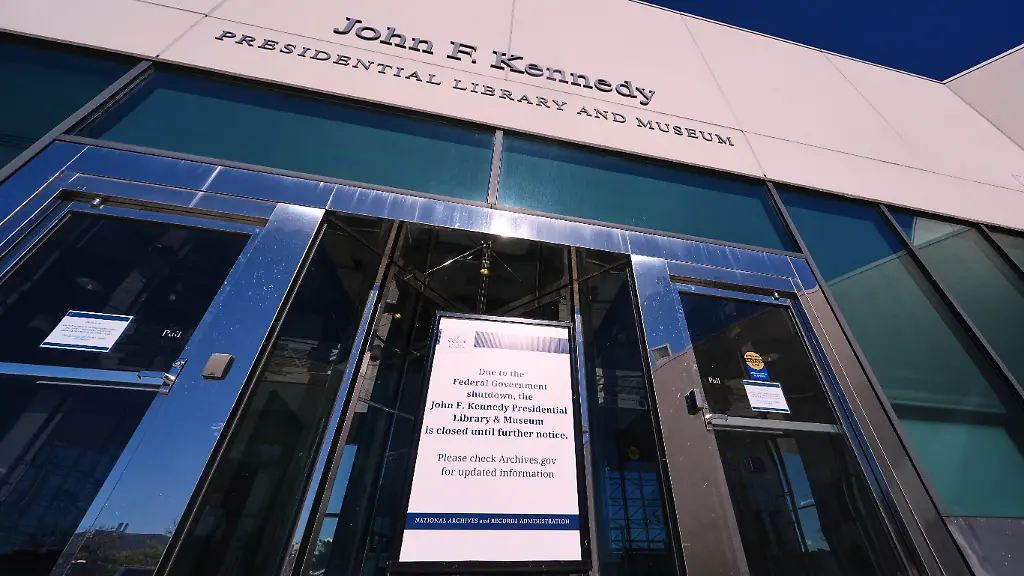 John F. Kennedy
PRESIDENTIAL LIBRARY AND MUSEUM
Pull
Pull
Due to the
Federal Government
shutdown, the
John F. Kennedy Presidential
Library & Museum
is closed until further notice.
Please check Archives.gov
for updated information
NATIONAL ARCHIVES and RECORDS ADMINISTRATION